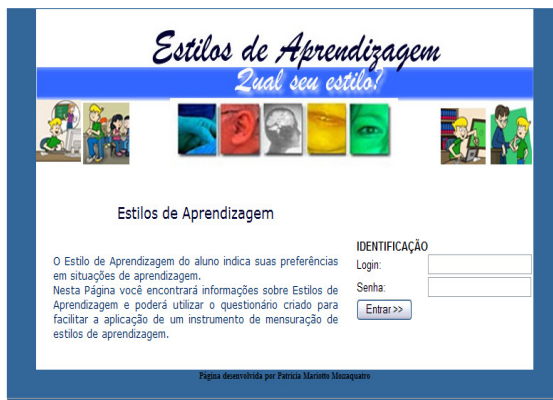 Estilos de Aprendizagem
Qual seu estilo?
Estilos de Aprendizagem
O Estilo de Aprendizagem do aluno indica suas preferências
em situações de aprendizagem.
Nesta Página você encontrará informações sobre Estilos de
Aprendizagem e poderá utilizar o questionário criado para
facilitar a aplicação de um instrumento de mensuração de
estilos de aprendizagem.
IDENTIFICAÇÃO
Login:
Senha:
Entrar >>
Página desenvolvida por Patricia Mariotto Mozaquatro